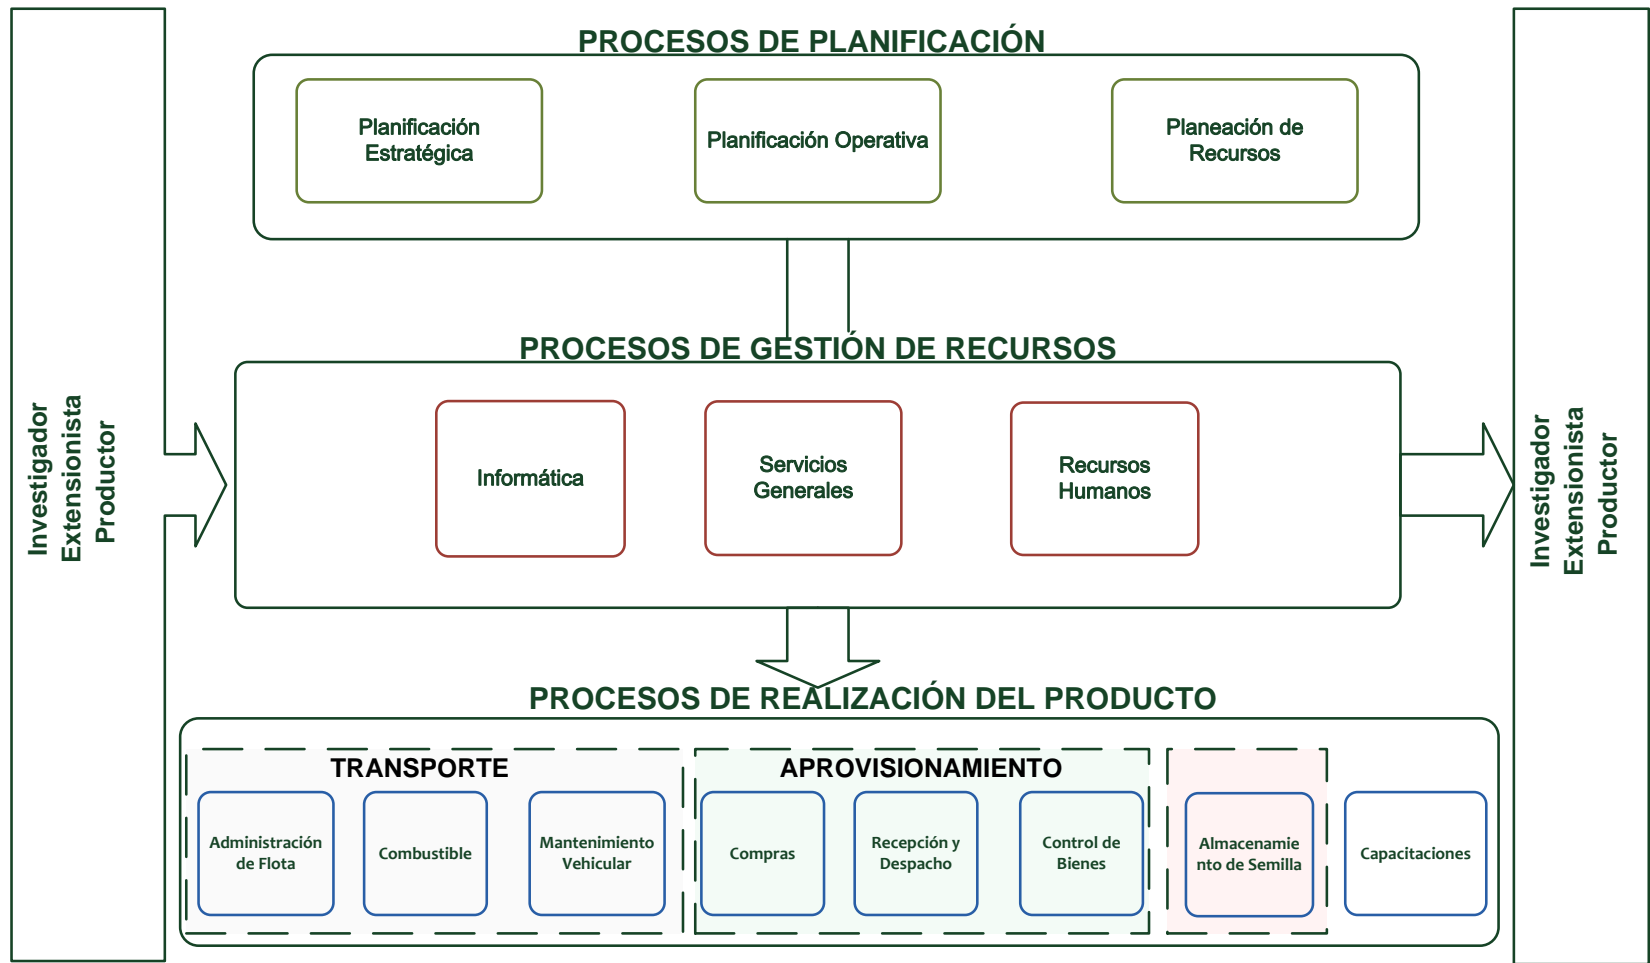 PROCESOS DE PLANIFICACIÓN
Planificación
Estratégica
Planificación Operativa
Planeación de
Recursos
PROCESOS DE GESTIÓN DE RECURSOS
Investigador
Extensionista
Productor
Informática
Servicios
Generales
Recursos
Humanos
Investigador
Extensionista
Productor
PROCESOS DE REALIZACIÓN DEL PRODUCTO
TRANSPORTE
Administración
de Flota
Combustible
Mantenimiento
Vehicular
APROVISIONAMIENTO
Compras
Recepción y
Despacho
Control de
Bienes
Almacenamie
nto de Semilla
Capacitaciones